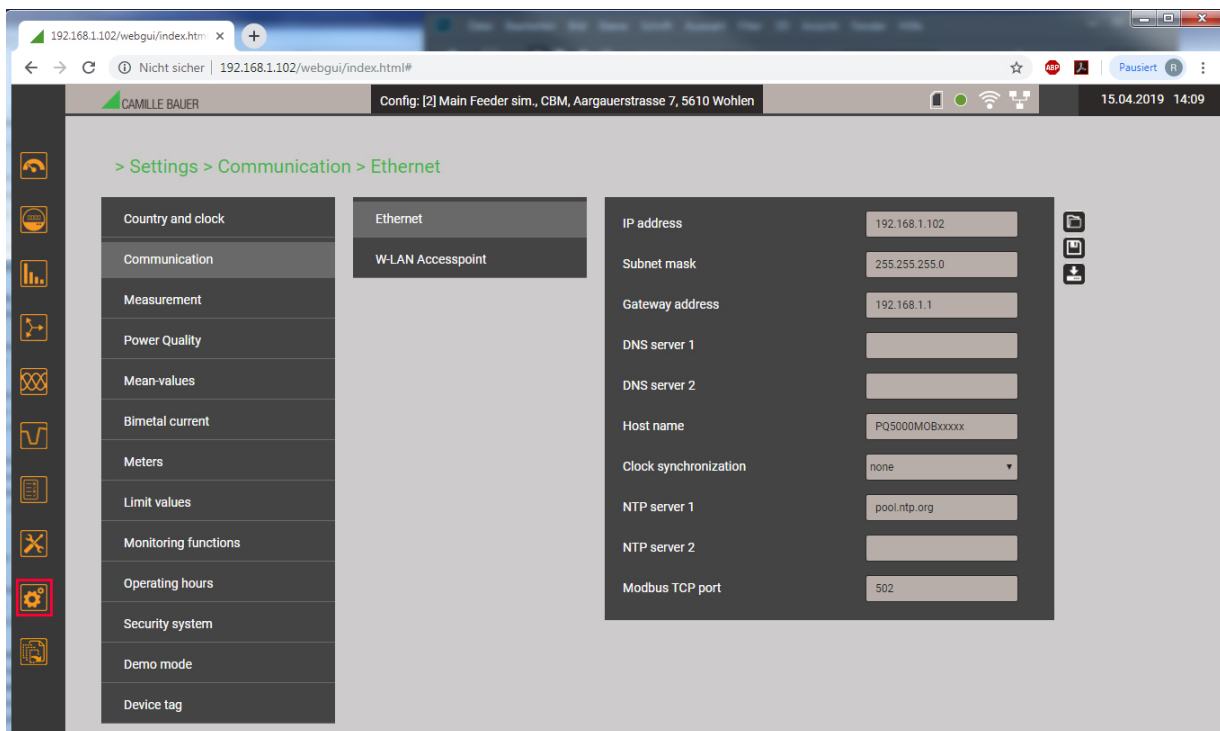 192.168.1.102/webgui/index.htm
Nicht sicher | 192.168.1.102/webgui/index.html#
ABP
Pausiert R
CAMILLE BAUER
Config: [2] Main Feeder sim., CBM, Aargauerstrasse 7, 5610 Wohlen
15.04.2019 14:09
> Settings > Communication > Ethernet
Country and clock
Communication
Measurement
Power Quality
Mean-values
Bimetal current
Meters
Limit values
Monitoring functions
Operating hours
Security system
Demo mode
Device tag
Ethernet
W-LAN Accesspoint
IP address 192.168.1.102
Subnet mask 255.255.255.0
Gateway address 192.168.1.1
DNS server 1
DNS server 2
Host name PQ5000MOBxxxxx
Clock synchronization none
NTP server 1 pool.ntp.org
NTP server 2
Modbus TCP port 502